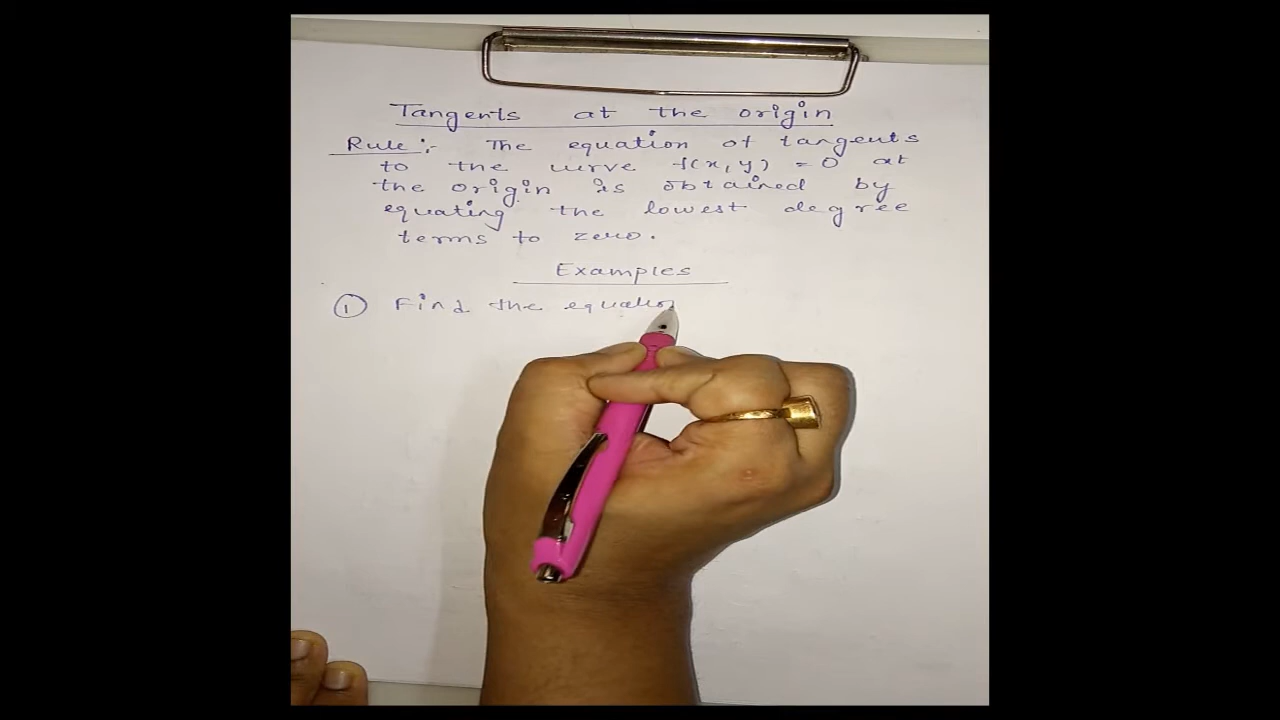 Tangents at the origin
Rule:- The equation of tangents
to the curve f(x,y) = 0 at
the origin is obtained by
equating the lowest degree
terms to zero.
Examples
① Find the equation